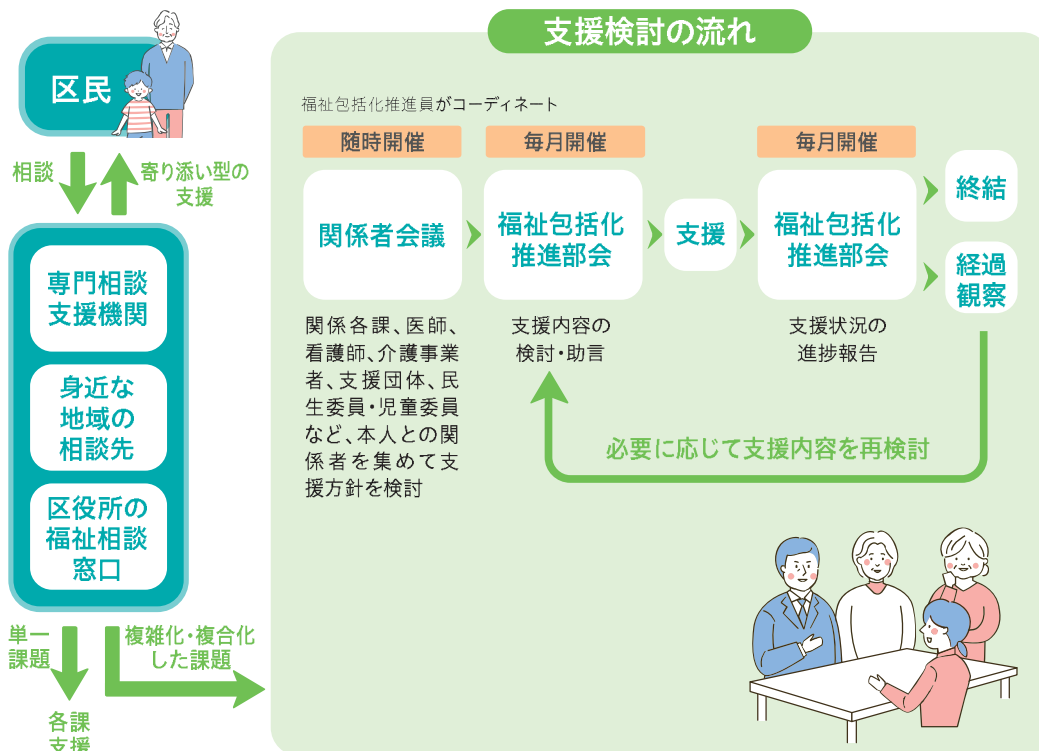 区民
相談
寄り添い型の
支援
専門相談
支援機関
身近な
地域の
相談先
区役所の
福祉相談
窓口
単一
課題
各課
支援
複雑化・複合化
した課題
支援検討の流れ
福祉包括化推進員がコーディネート
随時開催
関係者会議
関係各課、医師、
看護師、介護事業
者、支援団体、民
生委員・児童委員
など、本人との関
係者を集めて支
援方針を検討
毎月開催
福祉包括化
推進部会
支援内容の
検討・助言
支援
毎月開催
福祉包括化
推進部会
支援状況の
進捗報告
終結
経過
観察
必要に応じて支援内容を再検討